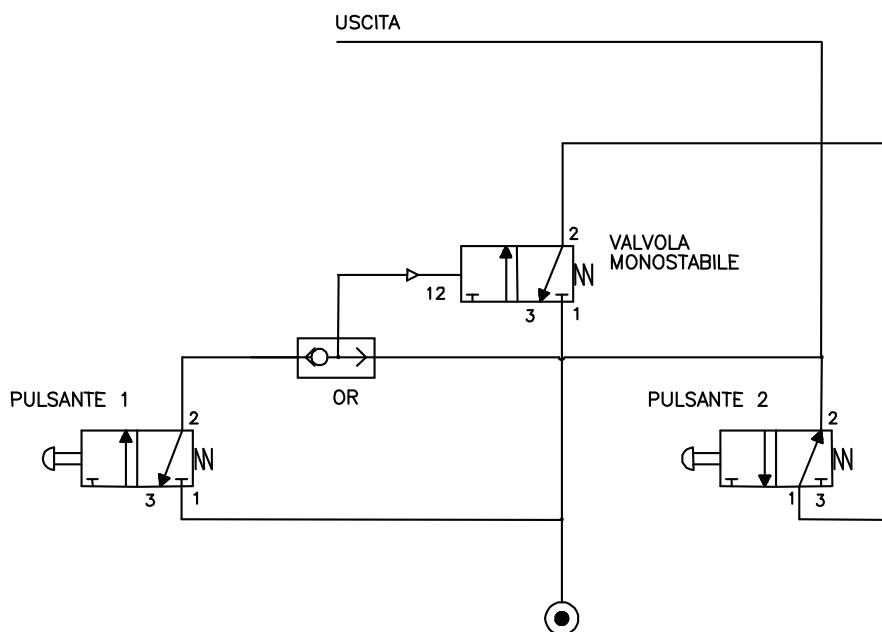 USCITA
2
VALVOLA
MONOSTABILE
12
3
1
OR
PULSANTE 1
2
3
1
PULSANTE 2
2
1
3